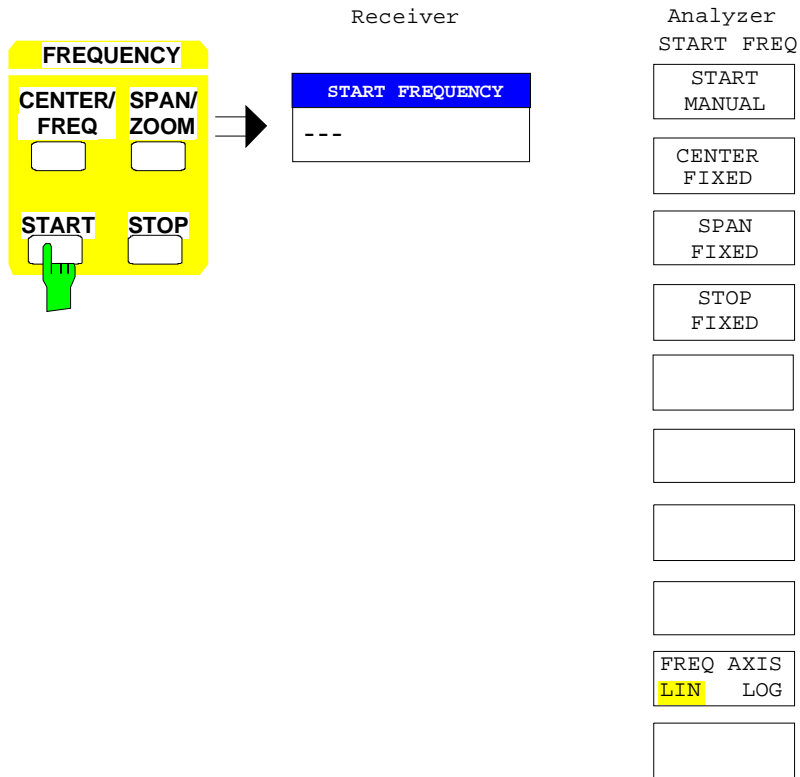 Receiver
Analyzer
FREQUENCY
START FREQ
START
MANUAL
START FREQUENCY
CENTER/ SPAN/
FREQ ZOOM
---
CENTER
FIXED
START STOP
SPAN
FIXED
STOP
FIXED
FREQ AXIS
LIN LOG